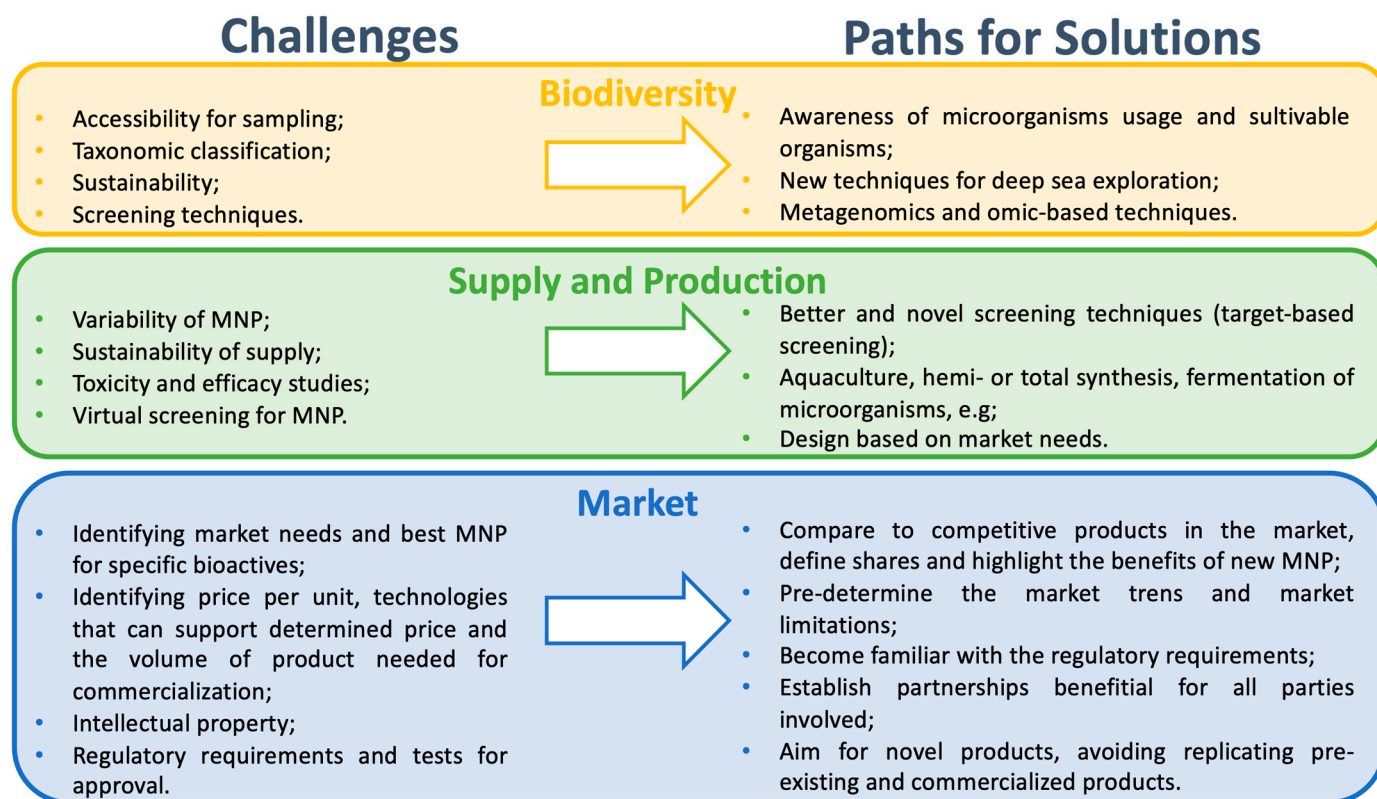 Challenges
Paths for Solutions
Biodiversity
• Accessibility for sampling;
• Taxonomic classification;
• Sustainability;
• Screening techniques.
• Awareness of microorganisms usage and sultivable
organisms;
• New techniques for deep sea exploration;
• Metagenomics and omic-based techniques.
Supply and Production
• Variability of MNP;
• Sustainability of supply;
• Toxicity and efficacy studies;
• Virtual screening for MNP.
• Better and novel screening techniques (target-based
screening);
• Aquaculture, hemi- or total synthesis, fermentation of
microorganisms, e.g;
• Design based on market needs.
Market
• Identifying market needs and best MNP
for specific bioactives;
• Identifying price per unit, technologies
that can support determined price and
the volume of product needed for
commercialization;
• Intellectual property;
• Regulatory requirements and tests for
approval.
• Compare to competitive products in the market,
define shares and highlight the benefits of new MNP;
• Pre-determine the market trens and market
limitations;
• Become familiar with the regulatory requirements;
• Establish partnerships benefitial for all parties
involved;
• Aim for novel products, avoiding replicating pre-
existing and commercialized products.